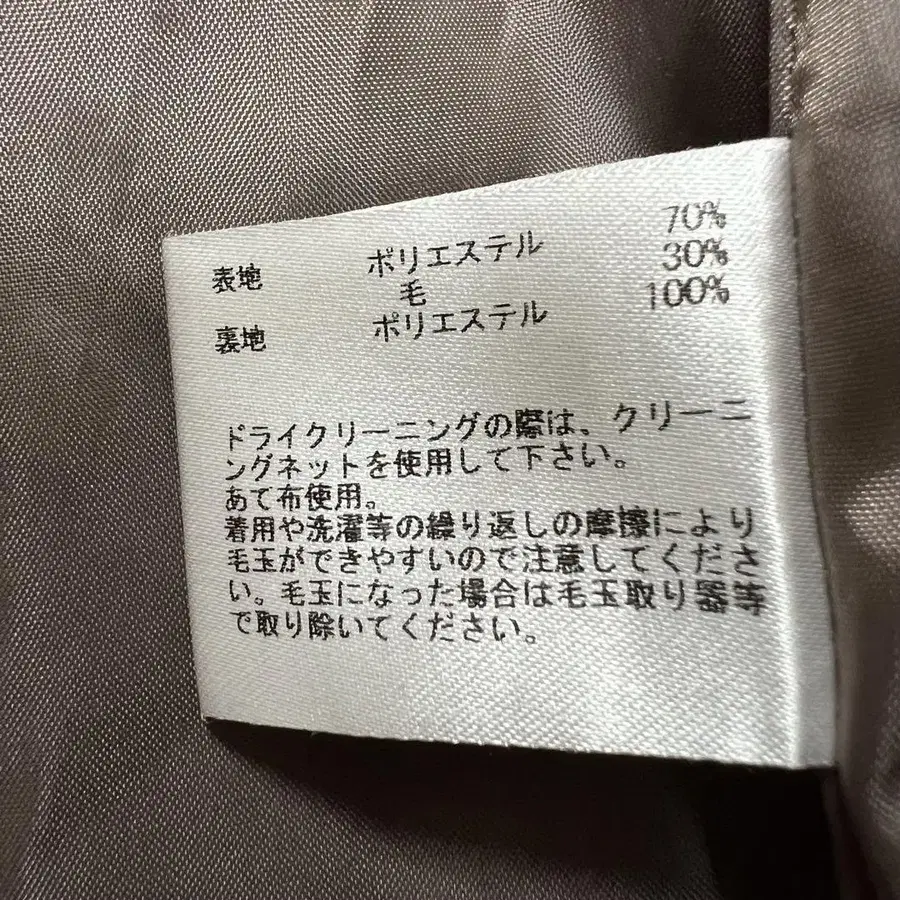 表地 ポリエステル 70%
毛 30%
裏地 ポリエステル 100%
ドライクリーニングの際は、クリーニ
ングネットを使用して下さい。
あて布使用。
着用や洗濯等の繰り返しの摩擦により
毛玉ができやすいので注意してくださ
い。毛玉になった場合は毛玉取り器等
で取り除いてください。